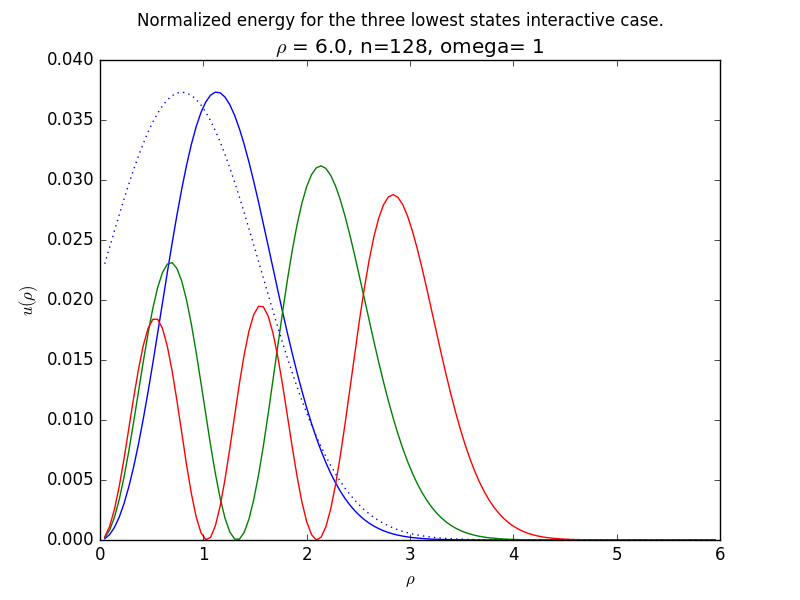 Normalized energy for the three lowest states interactive case.
ρ = 6.0, n=128, omega= 1
0.040
0.035
0.030
0.025
0.020
0.015
0.010
0.005
0.000
u(ρ)
0 1 2 3 4 5 6
ρ